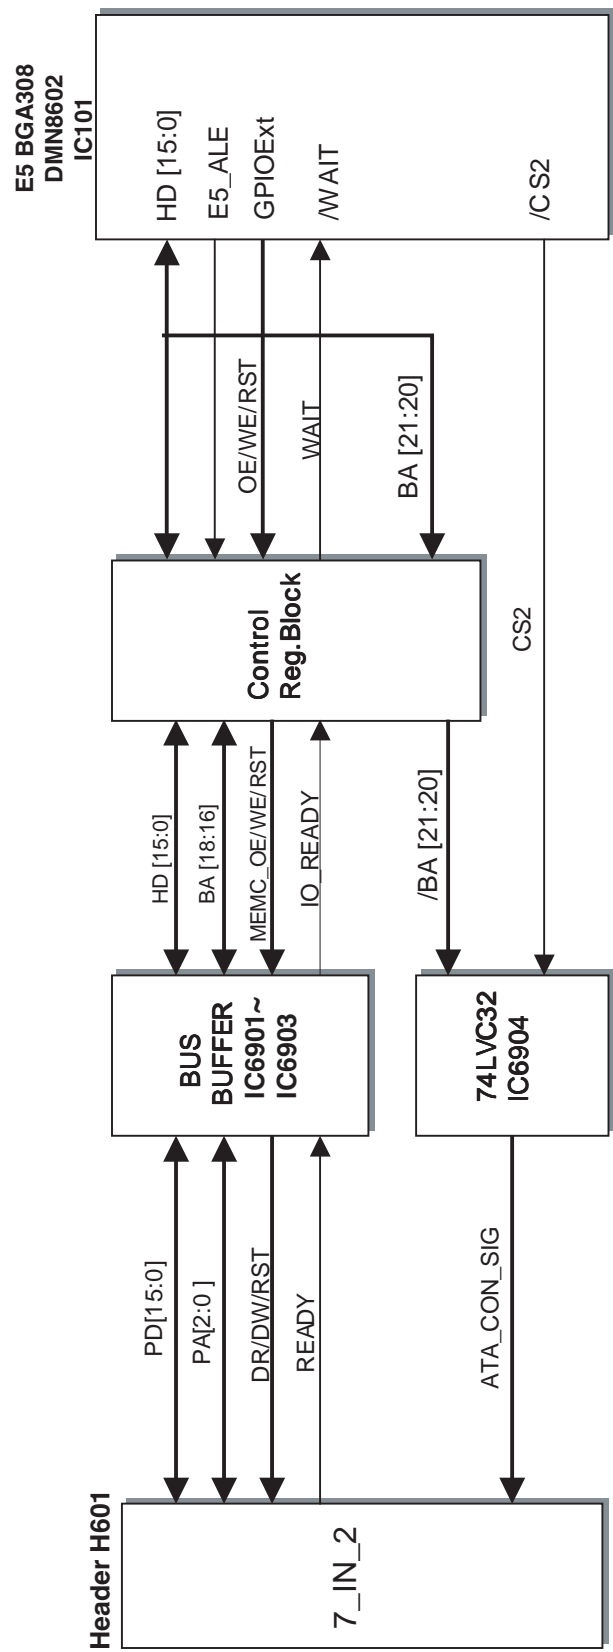 Header H601
7_IN_2
PD[15:0]
PA[2:0 ]
DR/DW/RST
READY
ATA_CON_SIG
BUS
BUFFER
IC6901~
IC6903
74LVC32
IC6904
HD [15:0]
BA [18:16]
MEMC_OE/WE/RST
IO_READY
/BA [21:20]
Control
Reg.Block
OE/WE/RST
WAIT
BA [21:20]
CS2
E5 BGA308
DMN8602
IC101
HD [15:0]
E5_ALE
GPIOExt
/WAIT
/CS2